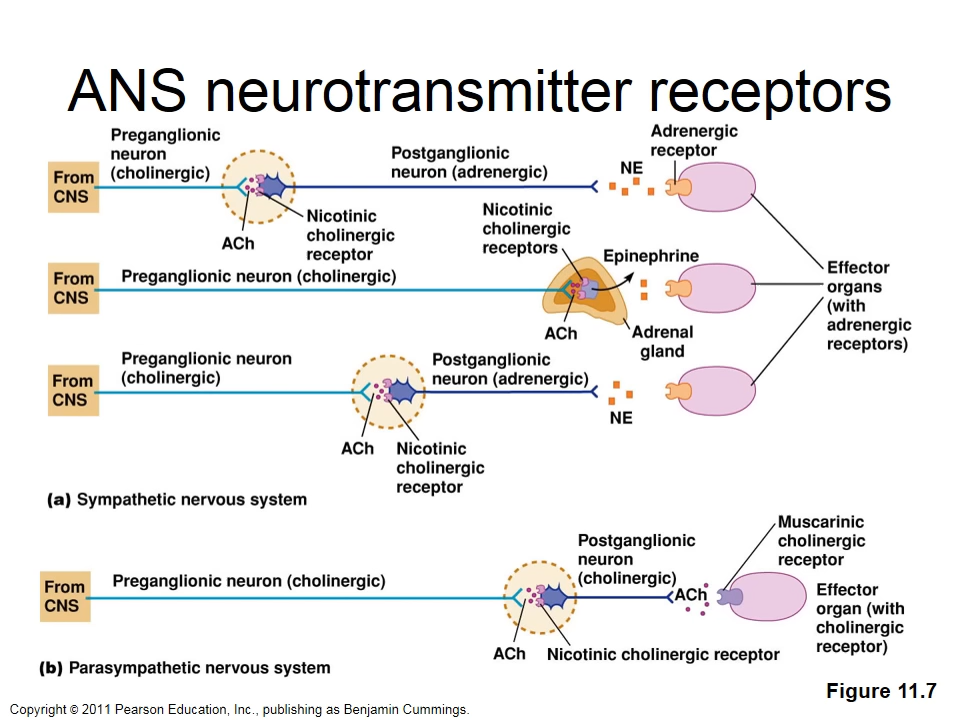 ANS neurotransmitter receptors
Preganglionic
neuron
(cholinergic)
From
CNS
ACh
Nicotinic
cholinergic
receptor
Postganglionic
neuron (adrenergic)
NE
Adrenergic
receptor
From
CNS
Preganglionic neuron (cholinergic)
Nicotinic
cholinergic
receptors
Epinephrine
ACh
Adrenal
gland
Effector
organs
(with
adrenergic
receptors)
From
CNS
Preganglionic neuron
(cholinergic)
ACh
Nicotinic
cholinergic
receptor
Postganglionic
neuron (adrenergic)
NE
(a) Sympathetic nervous system
From
CNS
Preganglionic neuron (cholinergic)
ACh
Nicotinic cholinergic receptor
Postganglionic
neuron
(cholinergic)
ACh
Muscarinic
cholinergic
receptor
Effector
organ (with
cholinergic
receptor)
(b) Parasympathetic nervous system
Figure 11.7
Copyright © 2011 Pearson Education, Inc., publishing as Benjamin Cummings.